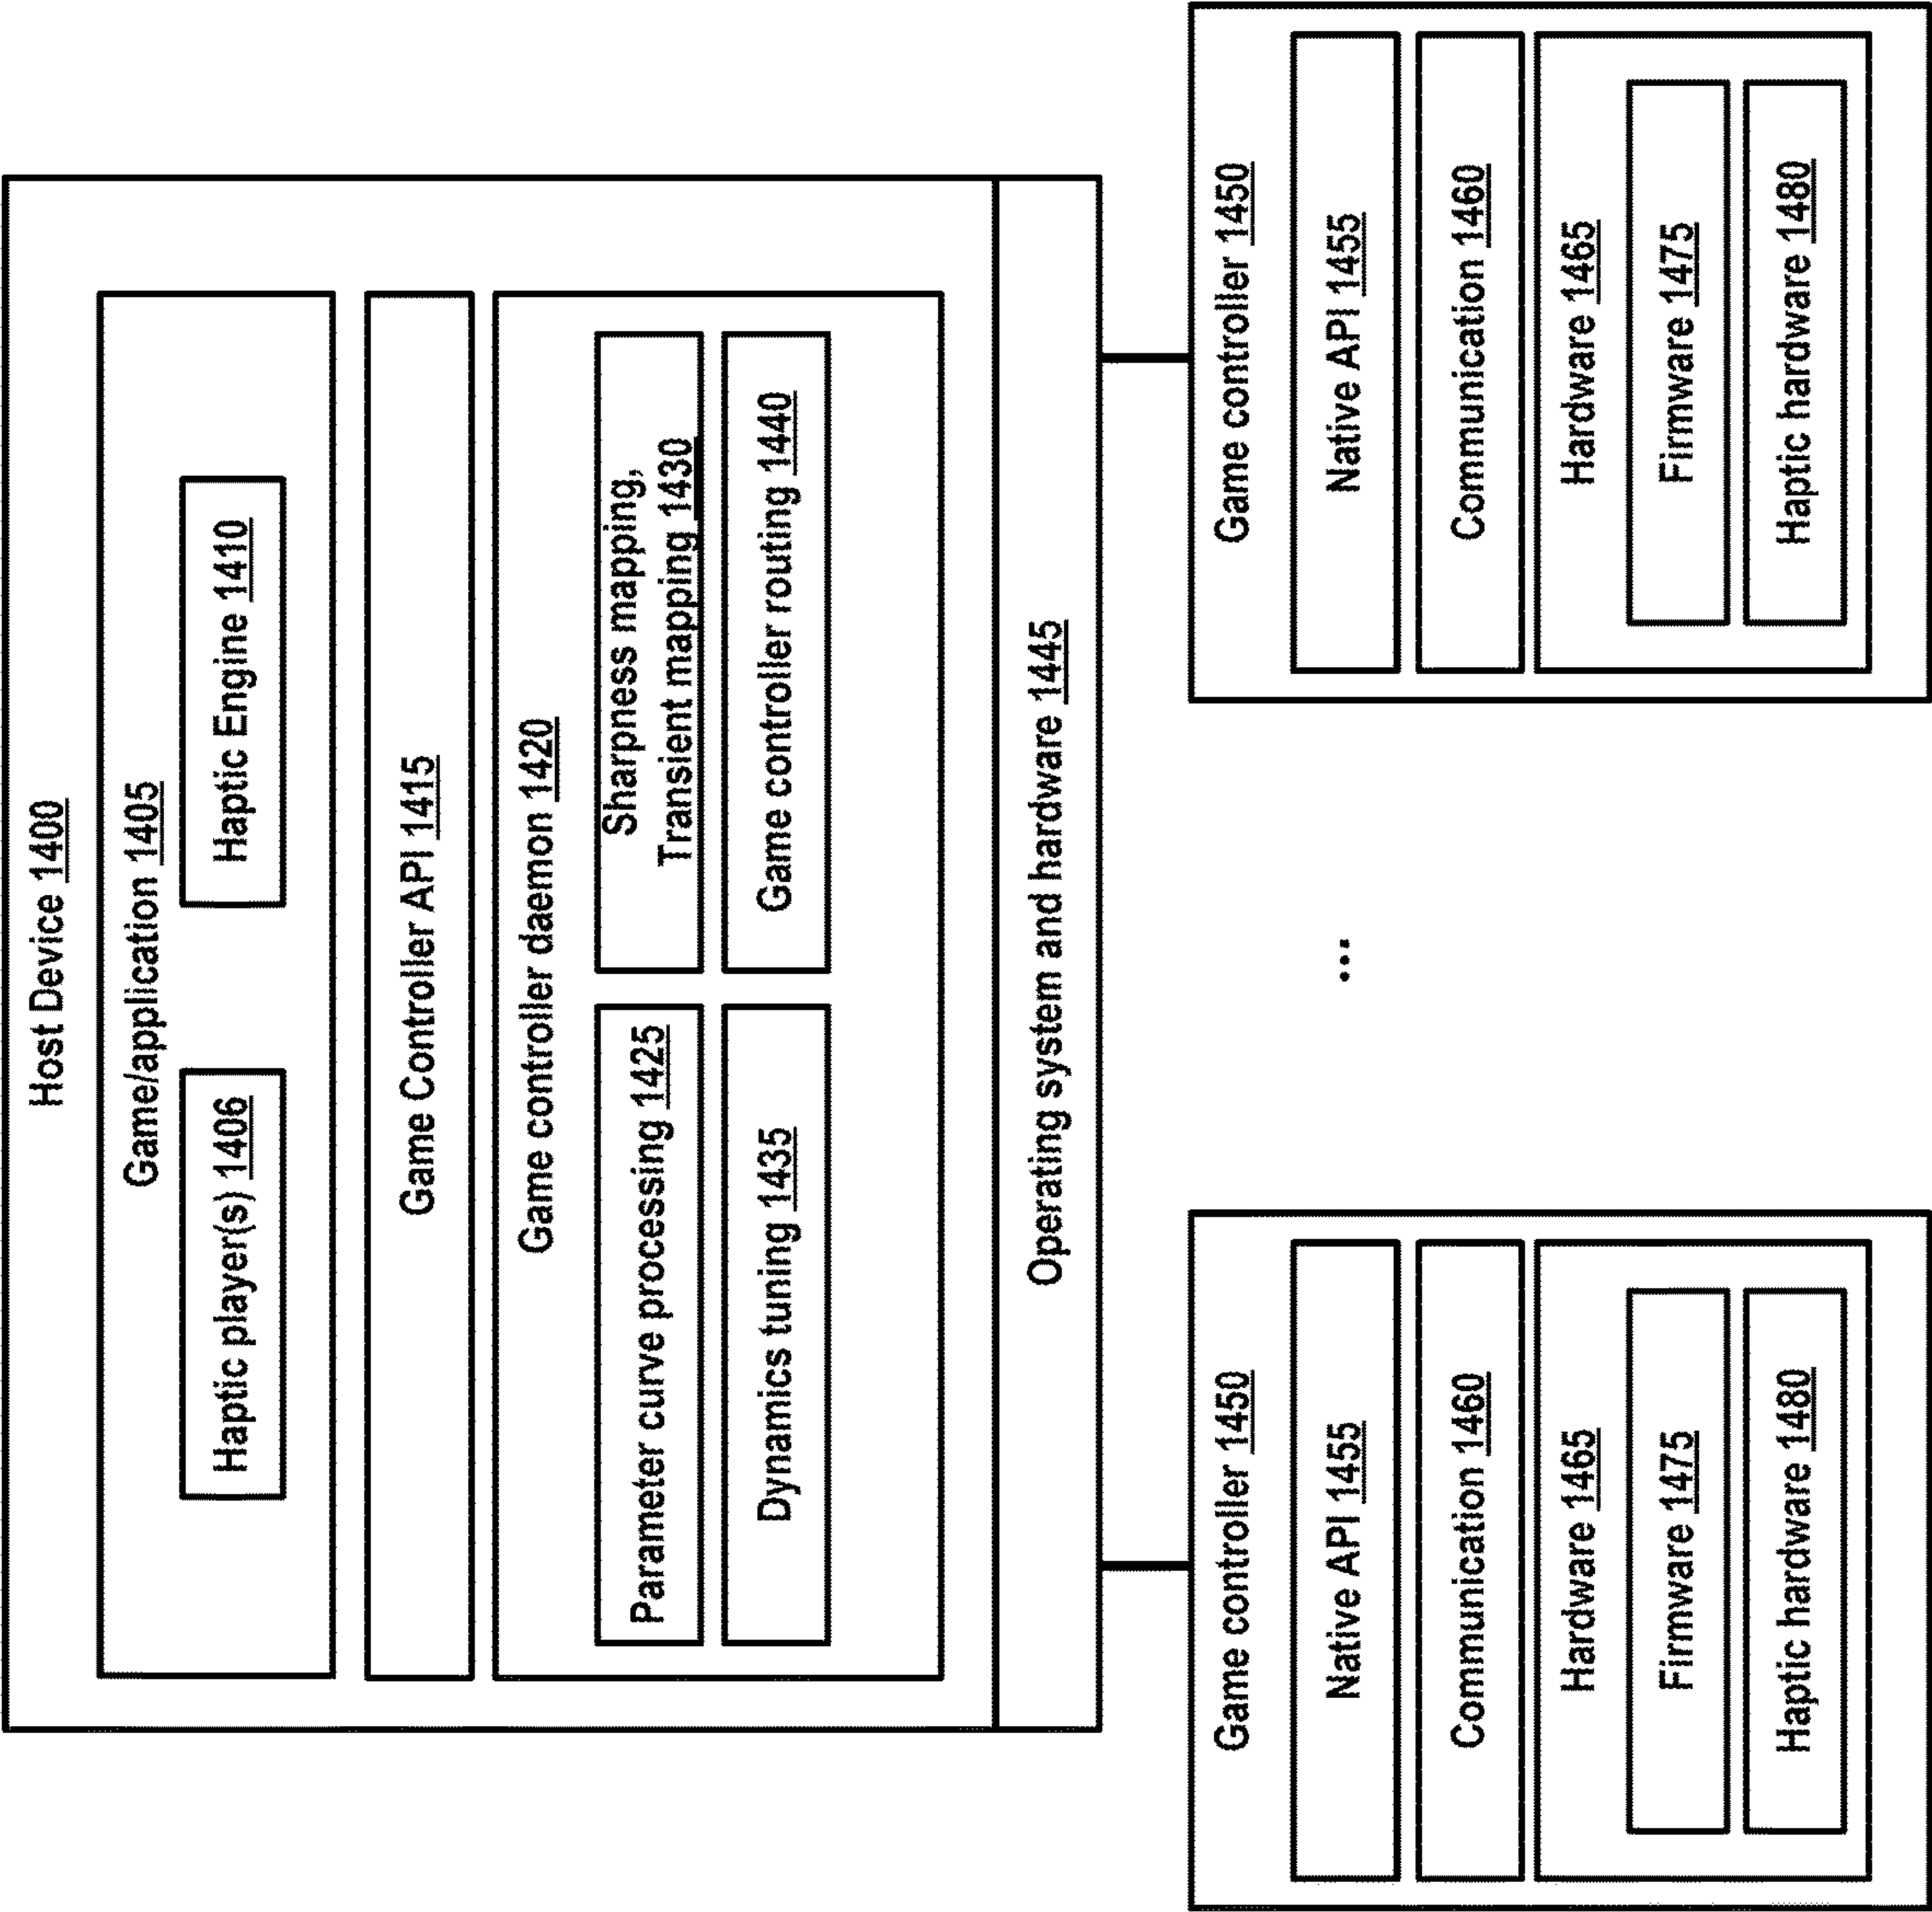 Host Device 1400
Game/application 1405
Haptic player(s) 1406
Haptic Engine 1410
Game Controller API 1415
Game controller daemon 1420
Parameter curve processing 1425
Sharpness mapping,
Transient mapping 1430
Dynamics tuning 1435
Game controller routing 1440
Operating system and hardware 1445
Game controller 1450
Native API 1455
Communication 1460
Hardware 1465
Firmware 1475
Haptic hardware 1480
...
Game controller 1450
Native API 1455
Communication 1460
Hardware 1465
Firmware 1475
Haptic hardware 1480